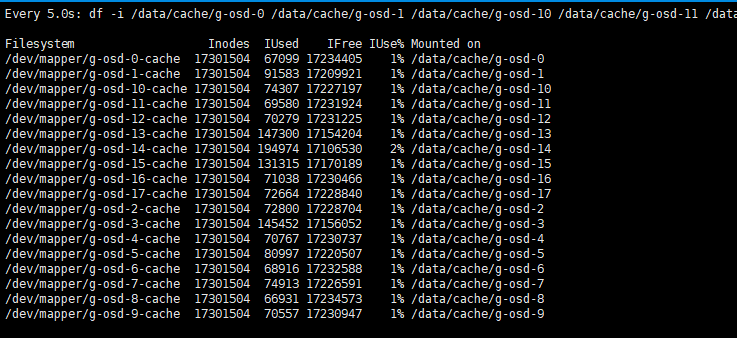 Every 5.0s: df -i /data/cache/g-osd-0 /data/cache/g-osd-1 /data/cache/g-osd-10 /data/cache/g-osd-11 /data
Filesystem Inodes IUsed IFree IUse% Mounted on
/dev/mapper/g-osd-0-cache 17301504 67099 17234405 1% /data/cache/g-osd-0
/dev/mapper/g-osd-1-cache 17301504 91583 17209921 1% /data/cache/g-osd-1
/dev/mapper/g-osd-10-cache 17301504 74307 17227197 1% /data/cache/g-osd-10
/dev/mapper/g-osd-11-cache 17301504 69580 17231924 1% /data/cache/g-osd-11
/dev/mapper/g-osd-12-cache 17301504 70279 17231225 1% /data/cache/g-osd-12
/dev/mapper/g-osd-13-cache 17301504 147300 17154204 1% /data/cache/g-osd-13
/dev/mapper/g-osd-14-cache 17301504 194974 17106530 2% /data/cache/g-osd-14
/dev/mapper/g-osd-15-cache 17301504 131315 17170189 1% /data/cache/g-osd-15
/dev/mapper/g-osd-16-cache 17301504 71038 17230466 1% /data/cache/g-osd-16
/dev/mapper/g-osd-17-cache 17301504 72664 17228840 1% /data/cache/g-osd-17
/dev/mapper/g-osd-2-cache 17301504 72800 17228704 1% /data/cache/g-osd-2
/dev/mapper/g-osd-3-cache 17301504 145452 17156052 1% /data/cache/g-osd-3
/dev/mapper/g-osd-4-cache 17301504 70767 17230737 1% /data/cache/g-osd-4
/dev/mapper/g-osd-5-cache 17301504 80997 17220507 1% /data/cache/g-osd-5
/dev/mapper/g-osd-6-cache 17301504 68916 17232588 1% /data/cache/g-osd-6
/dev/mapper/g-osd-7-cache 17301504 74913 17226591 1% /data/cache/g-osd-7
/dev/mapper/g-osd-8-cache 17301504 66931 17234573 1% /data/cache/g-osd-8
/dev/mapper/g-osd-9-cache 17301504 70557 17230947 1% /data/cache/g-osd-9